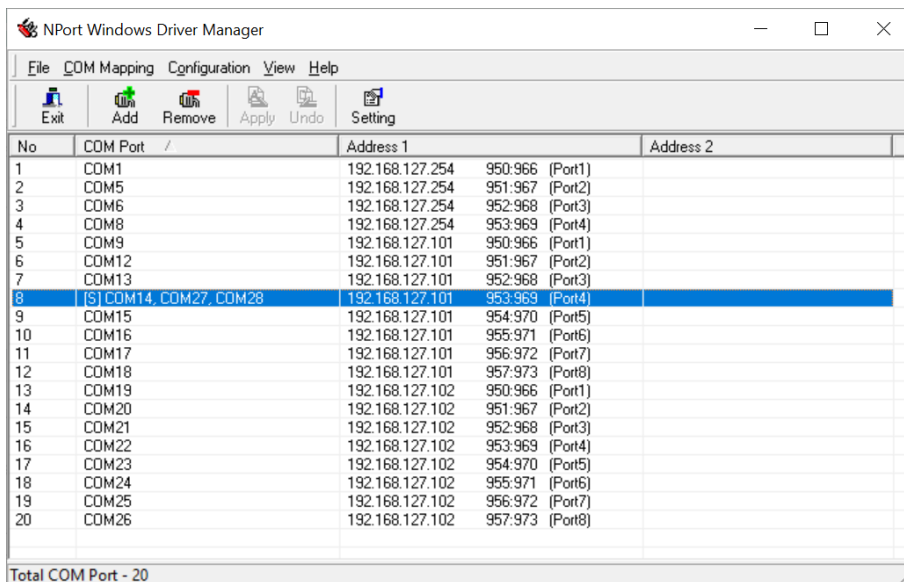 NPort Windows Driver Manager
File COM Mapping Configuration View Help
Exit Add Remove Apply Undo Setting
No COM Port Address 1 Address 2
1 COM1 192.168.127.254 950:966 (Port1)
2 COM5 192.168.127.254 951:967 (Port2)
3 COM6 192.168.127.254 952:968 (Port3)
4 COM8 192.168.127.254 953:969 (Port4)
5 COM9 192.168.127.101 950:966 (Port1)
6 COM12 192.168.127.101 951:967 (Port2)
7 COM13 192.168.127.101 952:968 (Port3)
8 [S] COM14, COM27, COM28 192.168.127.101 953:969 (Port4)
9 COM15 192.168.127.101 954:970 (Port5)
10 COM16 192.168.127.101 955:971 (Port6)
11 COM17 192.168.127.101 956:972 (Port7)
12 COM18 192.168.127.101 957:973 (Port8)
13 COM19 192.168.127.102 950:966 (Port1)
14 COM20 192.168.127.102 951:967 (Port2)
15 COM21 192.168.127.102 952:968 (Port3)
16 COM22 192.168.127.102 953:969 (Port4)
17 COM23 192.168.127.102 954:970 (Port5)
18 COM24 192.168.127.102 955:971 (Port6)
19 COM25 192.168.127.102 956:972 (Port7)
20 COM26 192.168.127.102 957:973 (Port8)
Total COM Port - 20